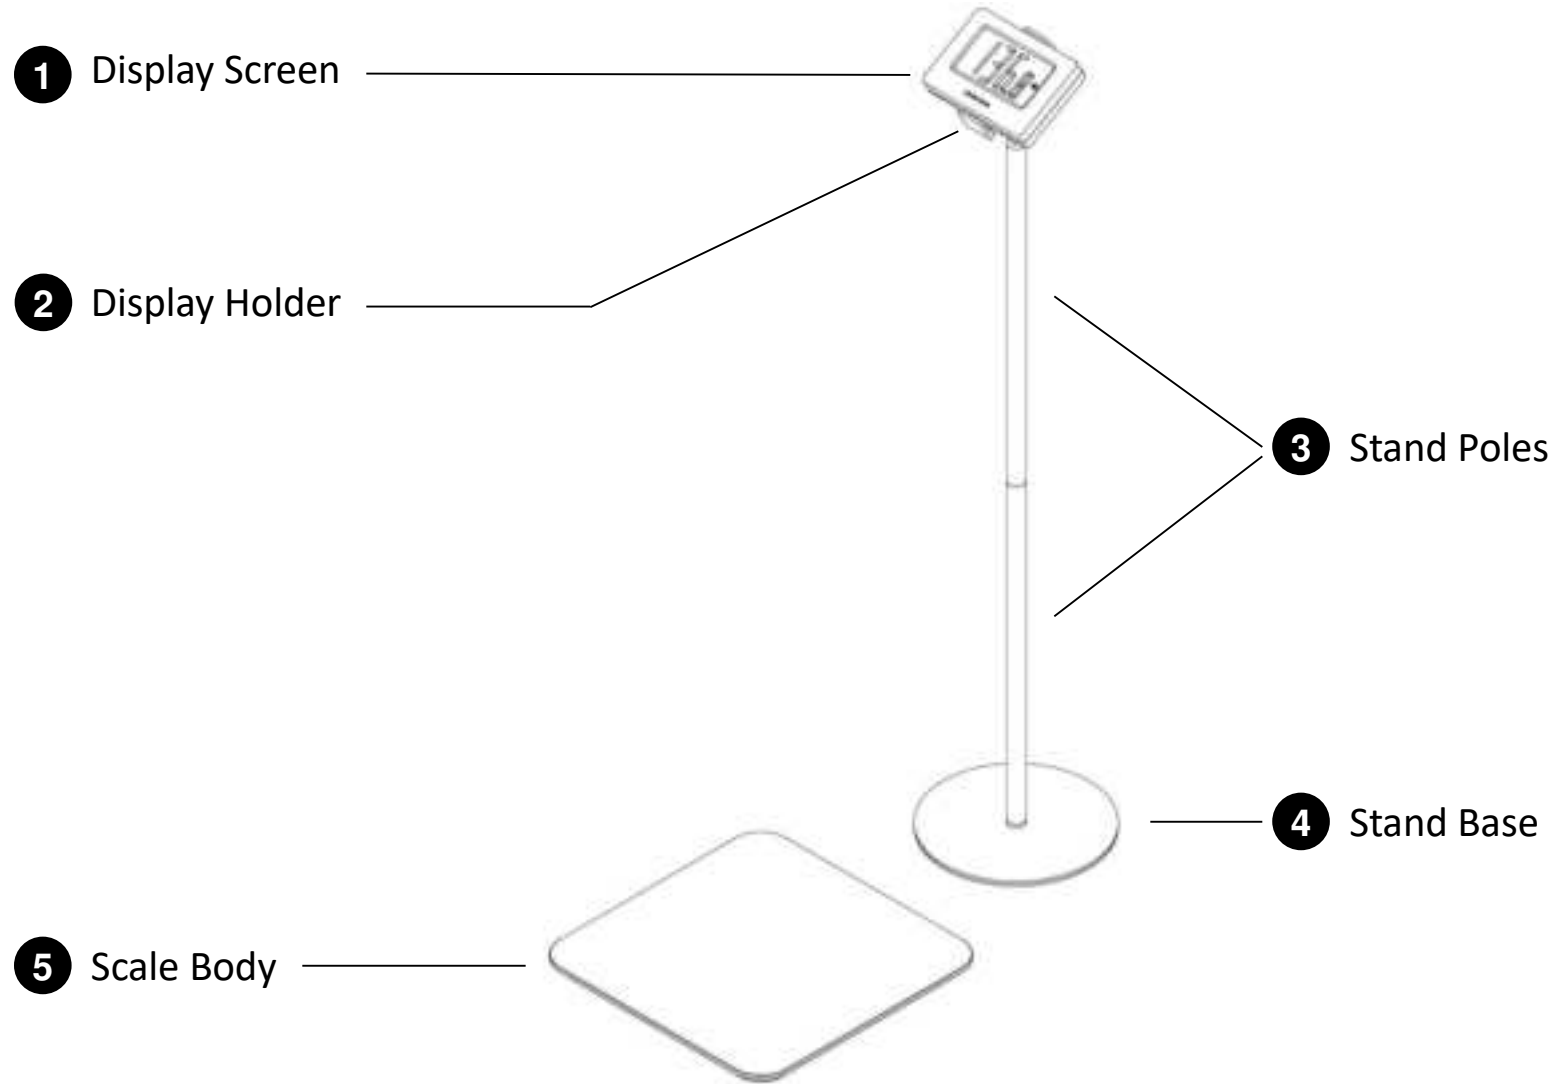 1 Display Screen
2 Display Holder
3 Stand Poles
4 Stand Base
5 Scale Body